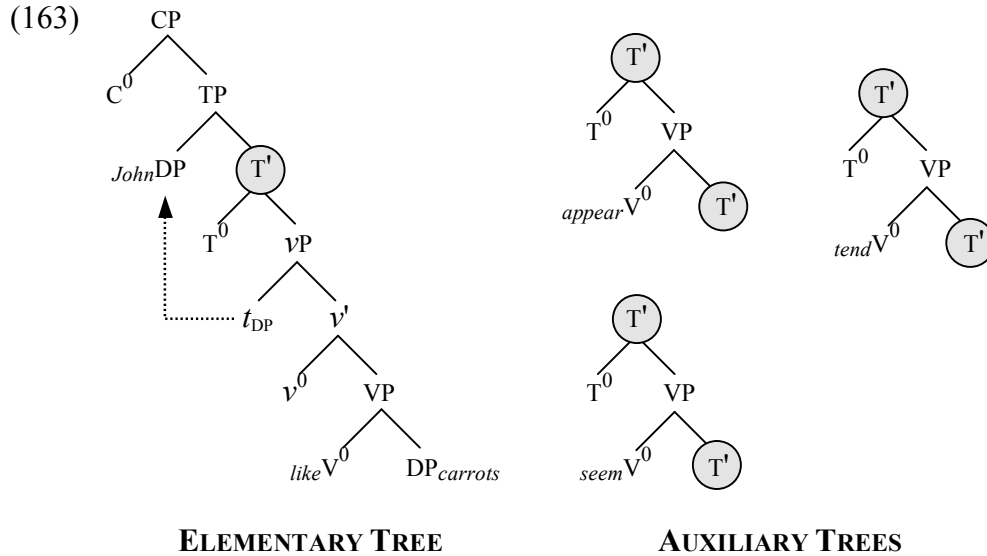 (163)
CP
C⁰ TP
JohnDP T'
T⁰ vP
tDP v'
v⁰ VP
likeV⁰ DPcarrots
T'
T⁰ VP
appearV⁰ T'
T'
T⁰ VP
tendV⁰ T'
T'
T⁰ VP
seemV⁰ T'
ELEMENTARY TREE
AUXILIARY TREES